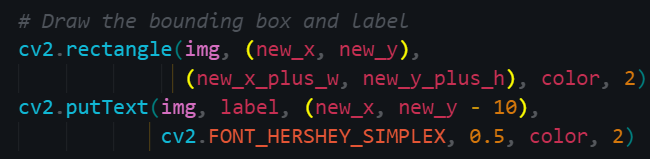 # Draw the bounding box and label
cv2.rectangle(img, (new_x, new_y),
(new_x_plus_w, new_y_plus_h), color, 2)
cv2.putText(img, label, (new_x, new_y - 10),
cv2.FONT_HERSHEY_SIMPLEX, 0.5, color, 2)